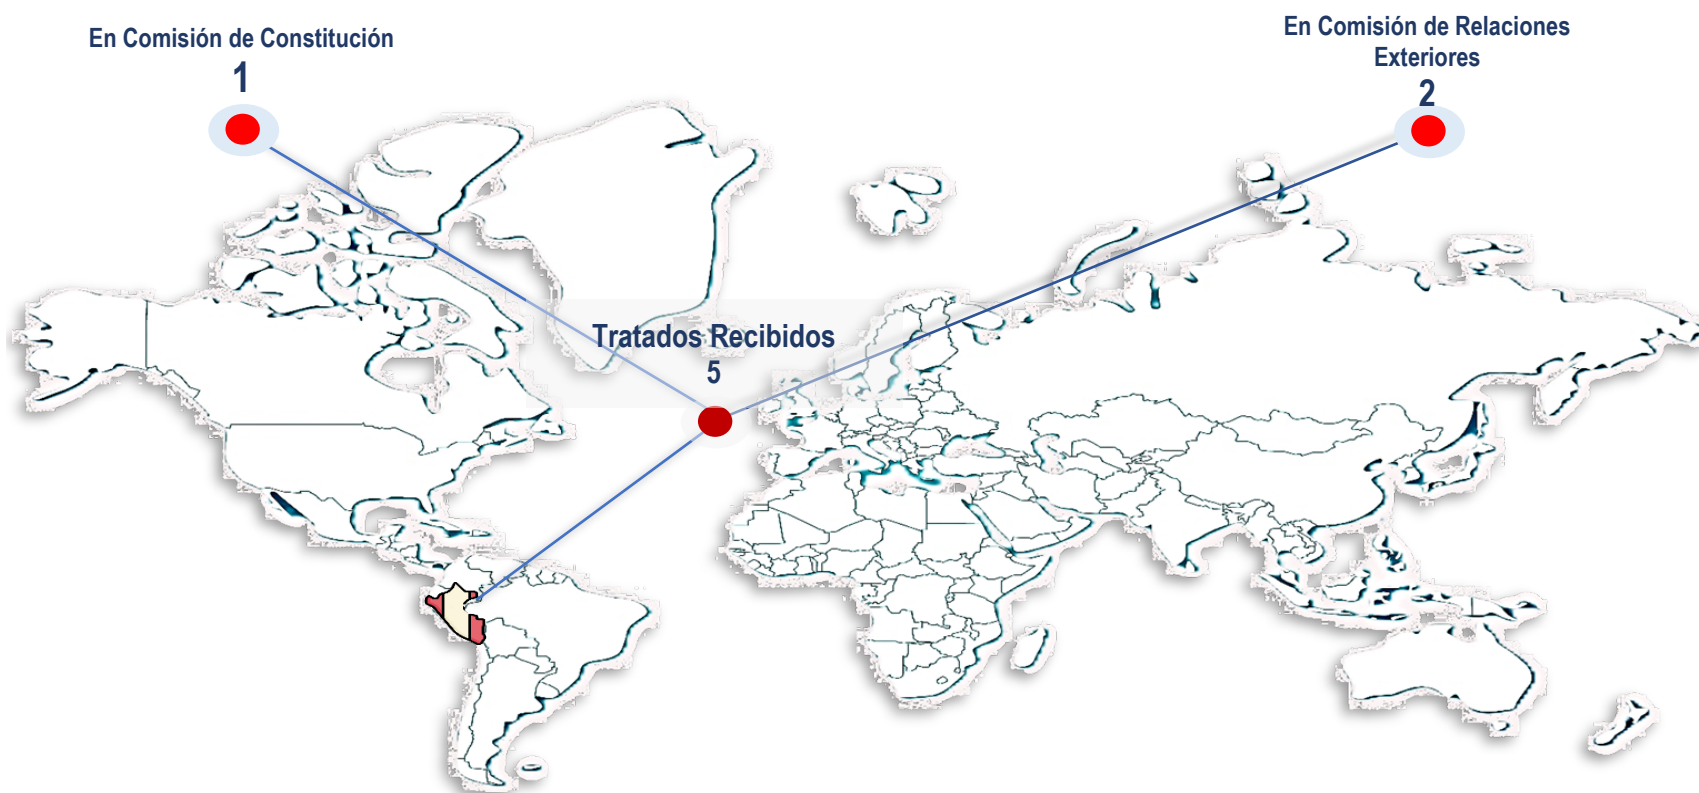 En Comisión de Constitución
1
En Comisión de Relaciones
Exteriores
2
Tratados Recibidos
5